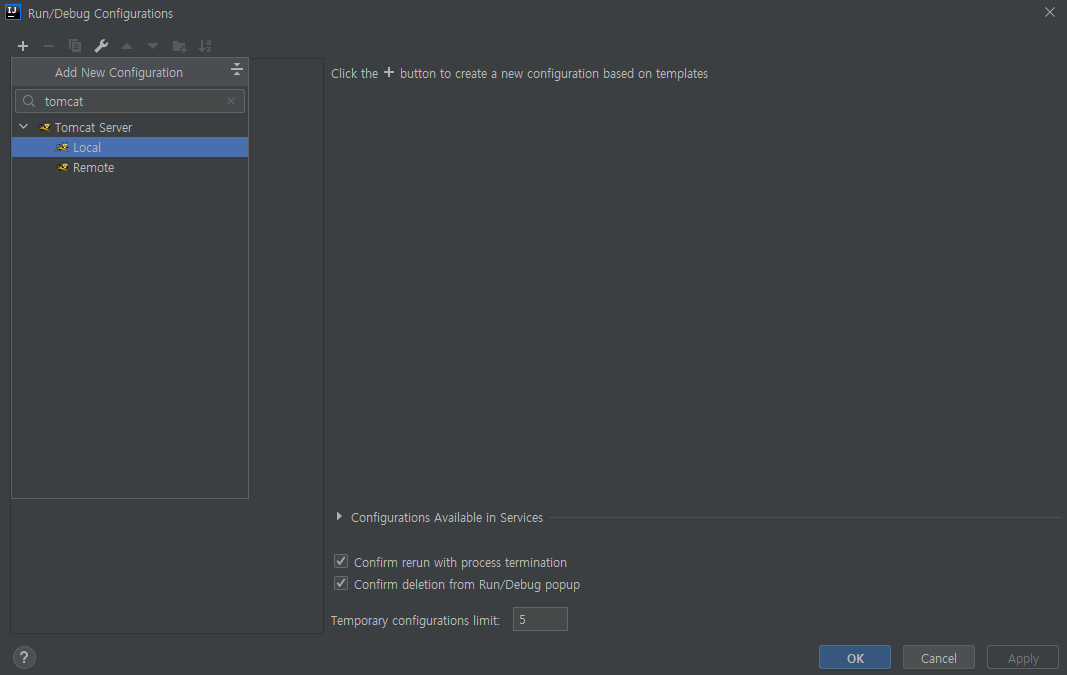 Run/Debug Configurations
Add New Configuration
tomcat
Tomcat Server
Local
Remote
Click the + button to create a new configuration based on templates
Configurations Available in Services
Confirm rerun with process termination
Confirm deletion from Run/Debug popup
Temporary configurations limit: 5
? OK Cancel Apply